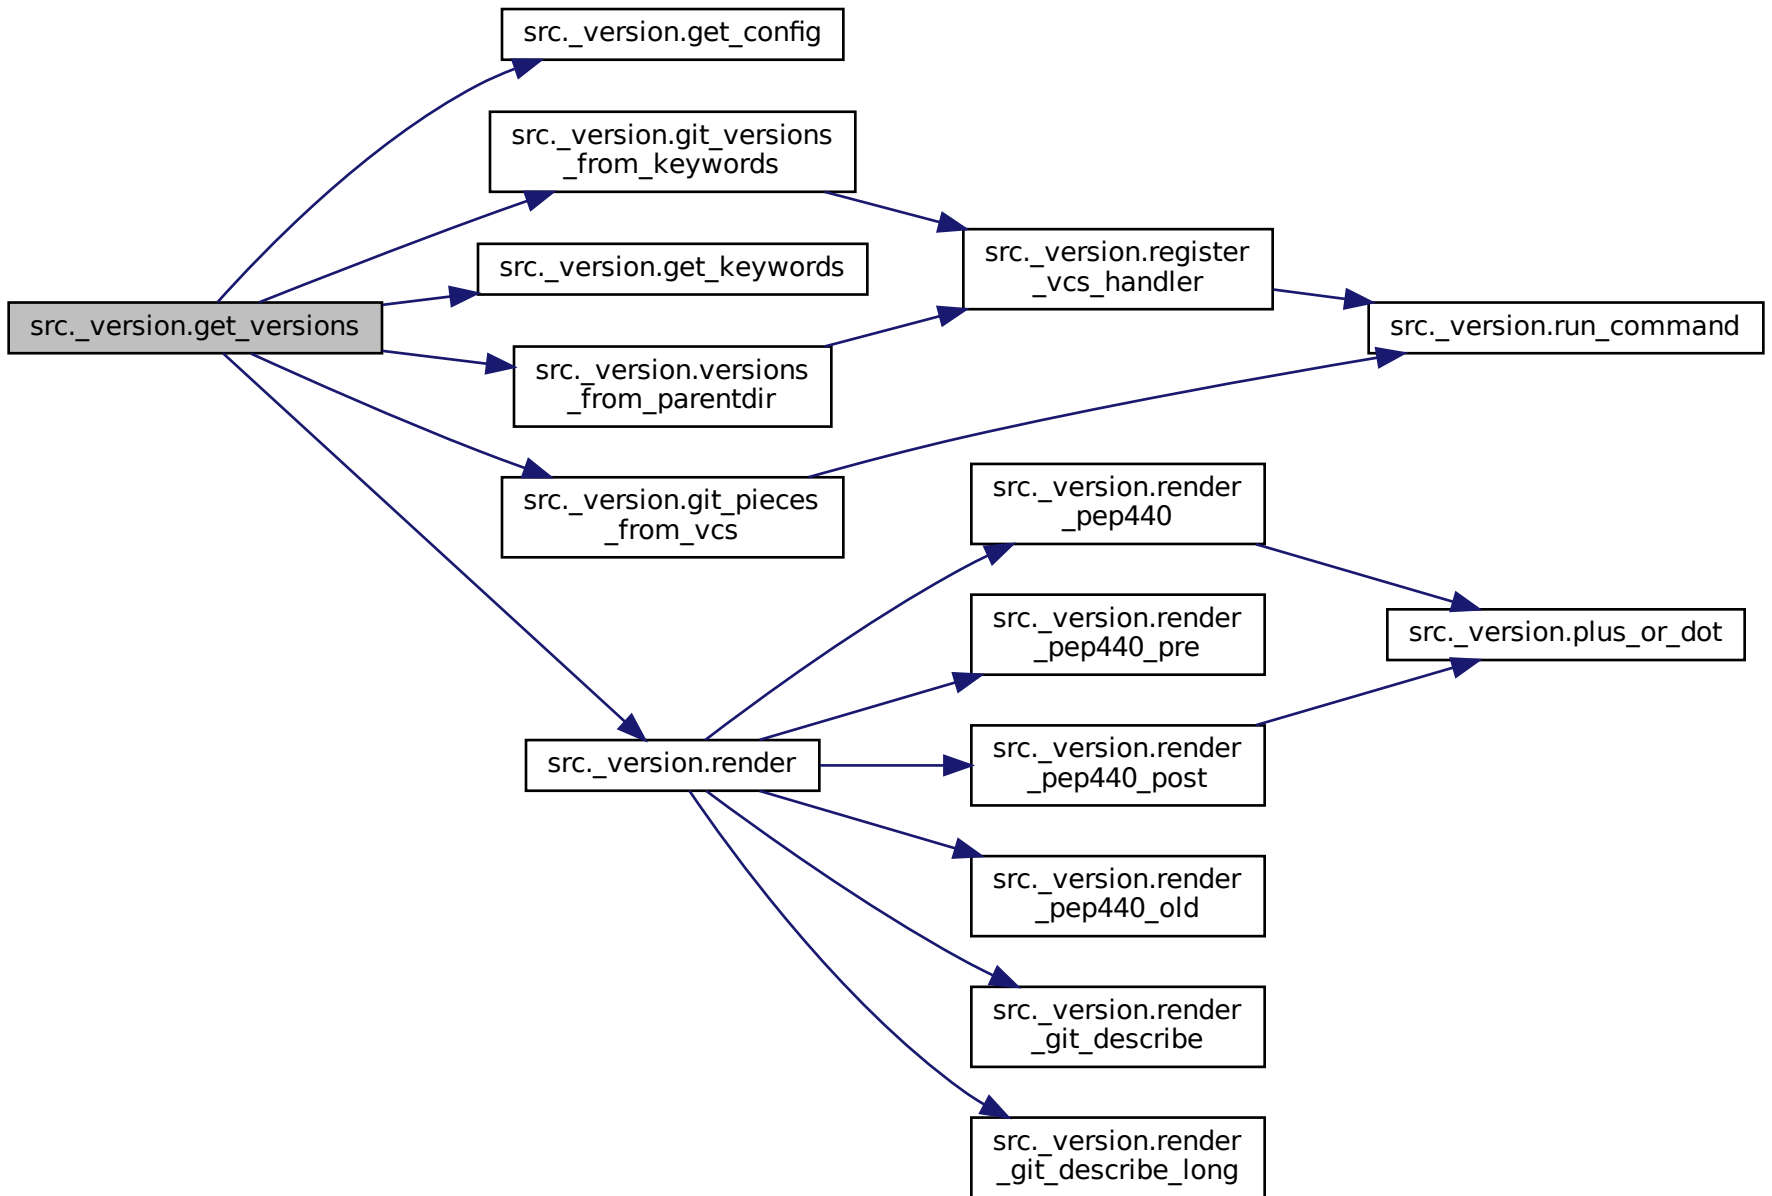 src._version.get_config
src._version.git_versions
_from_keywords
src._version.get_keywords
src._version.register
_vcs_handler
src._version.get_versions
src._version.run_command
src._version.versions
_from_parentdir
src._version.git_pieces
_from_vcs
src._version.render
_pep440
src._version.render
_pep440_pre
src._version.plus_or_dot
src._version.render
src._version.render
_pep440_post
src._version.render
_pep440_old
src._version.render
_git_describe
src._version.render
_git_describe_long